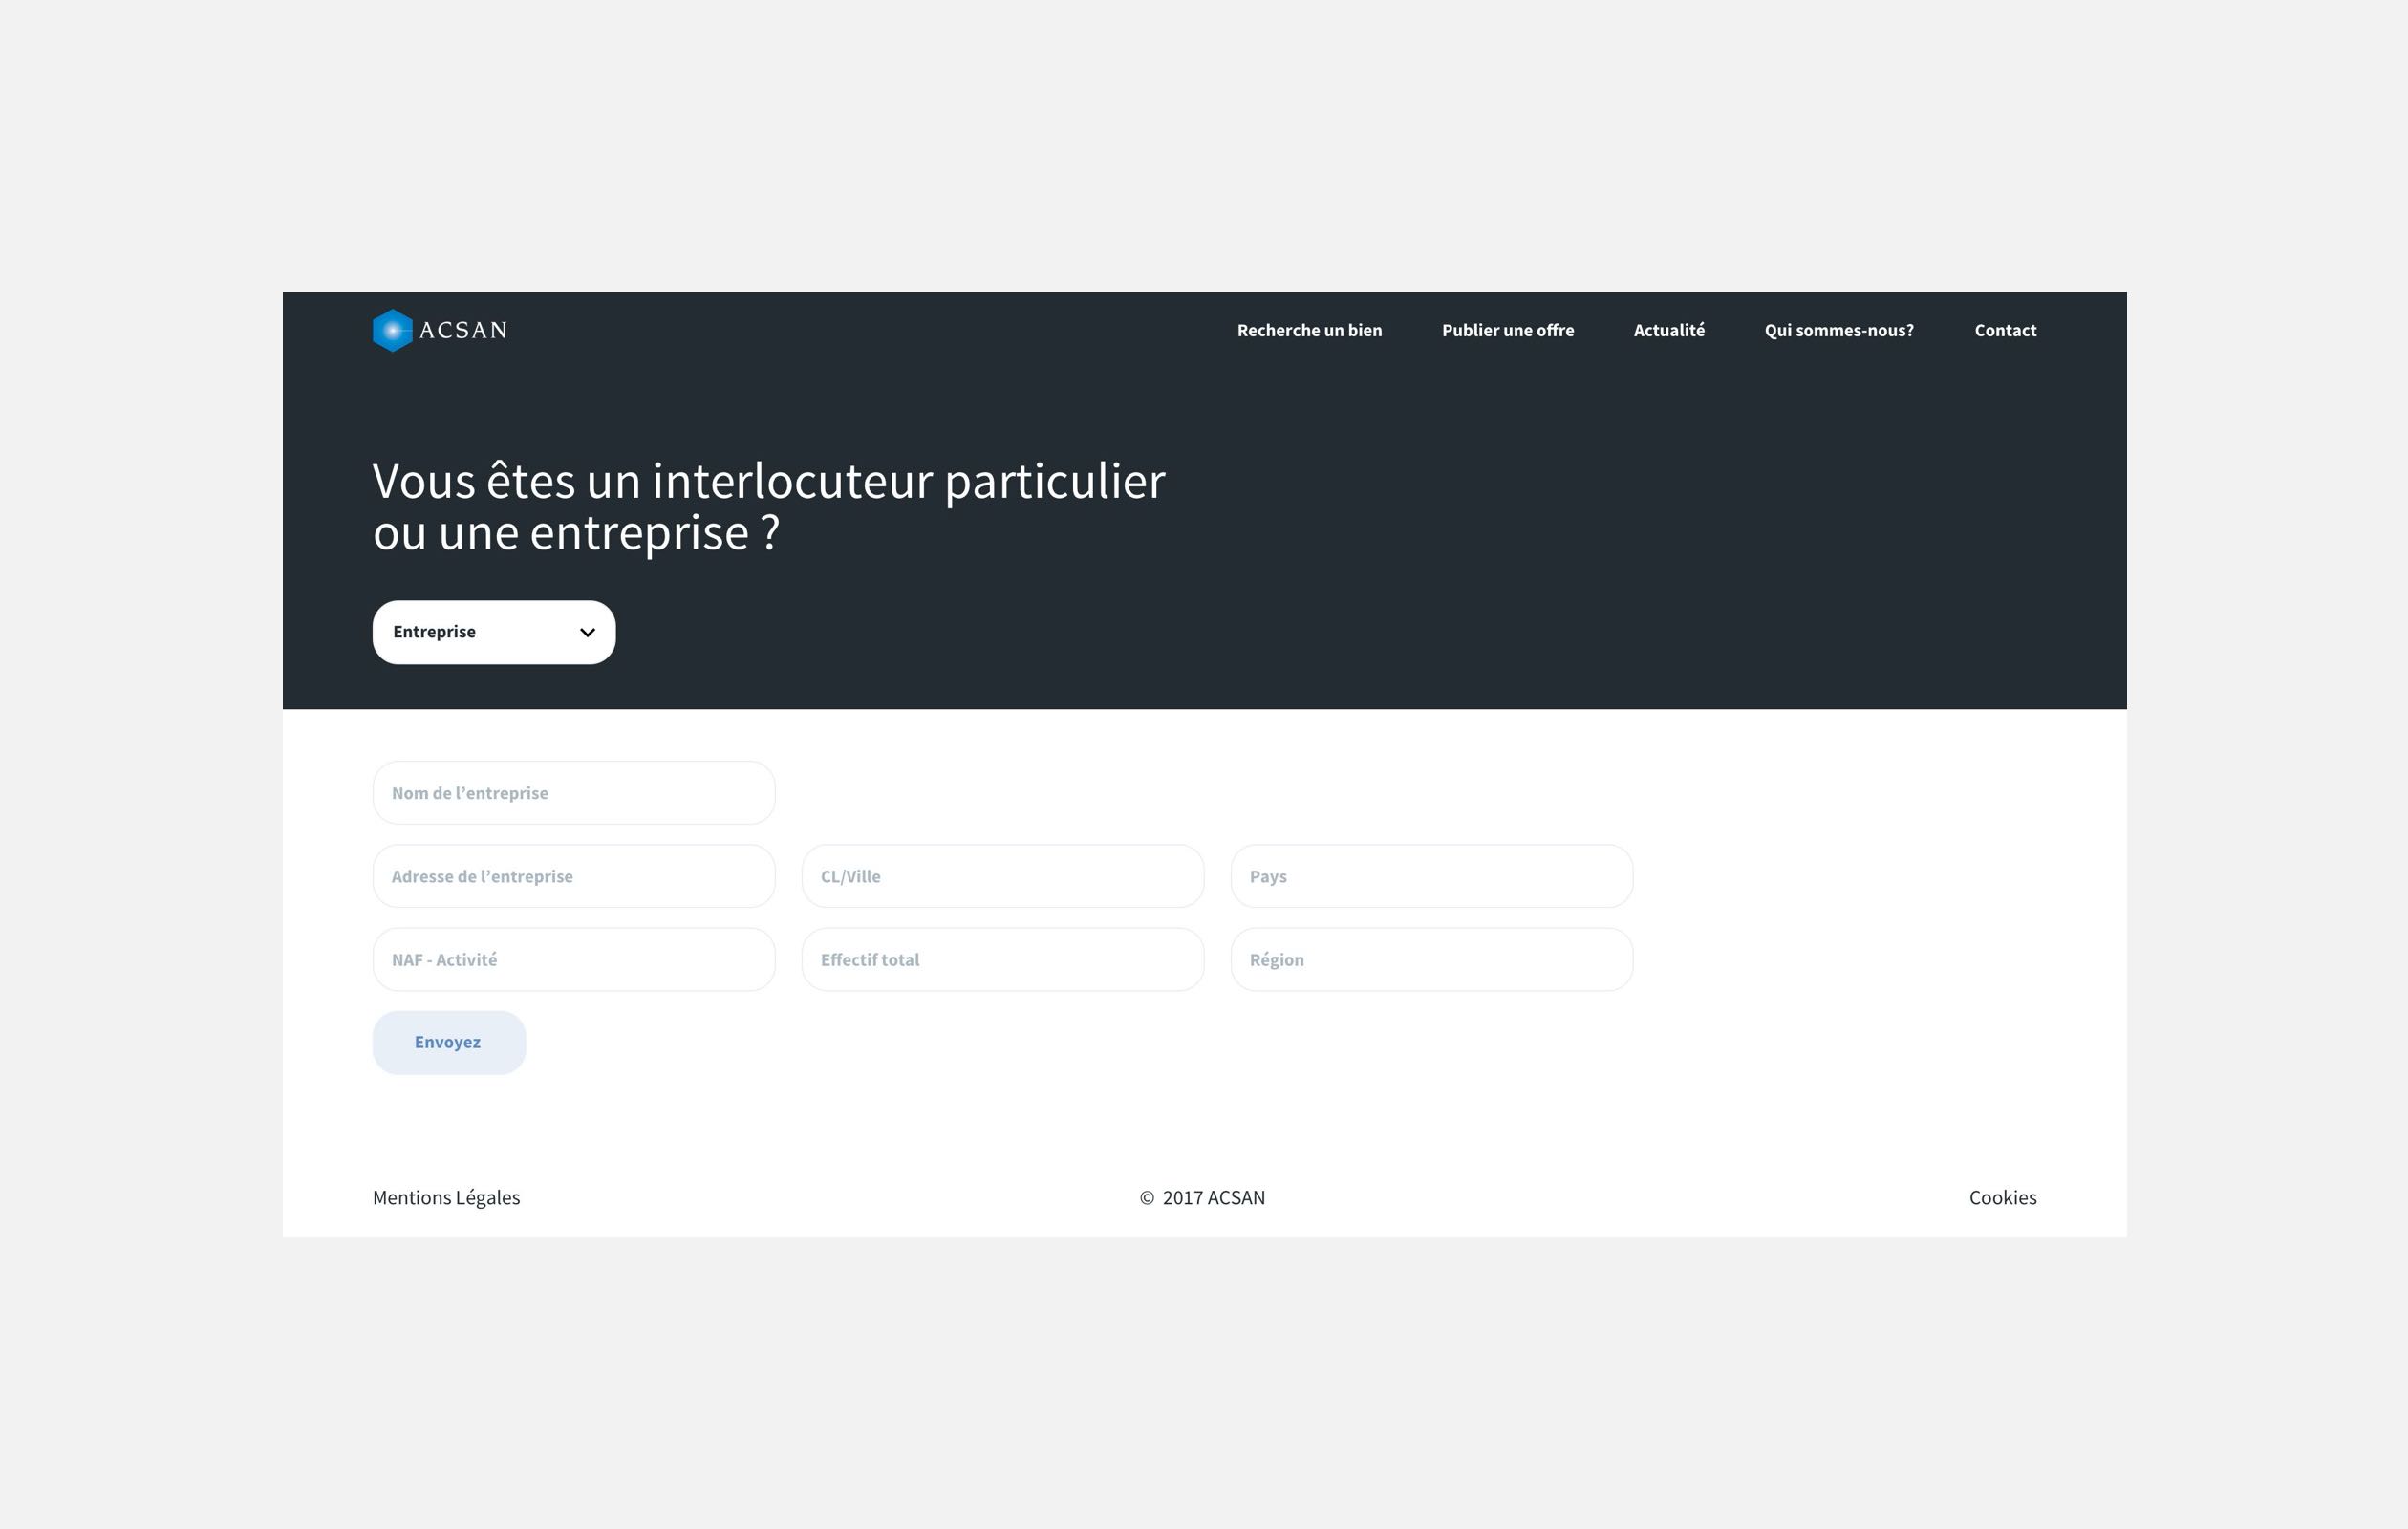 ACSAN
Recherche un bien
Publier une offre
Actualité
Qui sommes-nous?
Contact
Vous êtes un interlocuteur particulier
ou une entreprise ?
Entreprise
Nom de l’entreprise
Adresse de l’entreprise
CL/Ville
Pays
NAF - Activité
Effectif total
Région
Envoyez
Mentions Légales
© 2017 ACSAN
Cookies